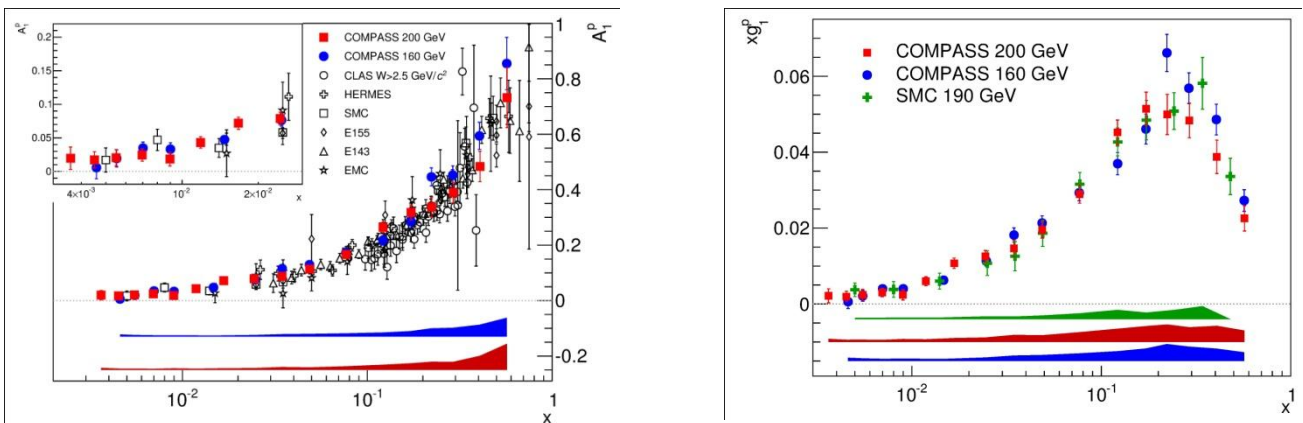 A₁ᵖ
0.2
0.15
0.1
0.05
0
4×10⁻³
10⁻²
2×10⁻²
x
COMPASS 200 GeV
COMPASS 160 GeV
CLAS W>2.5 GeV/c²
HERMES
SMC
E155
E143
EMC
1
A₁ᵖ
0.8
0.6
0.4
0.2
0
-0.2
10⁻²
10⁻¹
1
x
xg₁ᵖ
0.06
0.04
0.02
0
COMPASS 200 GeV
COMPASS 160 GeV
SMC 190 GeV
10⁻²
10⁻¹
1
x